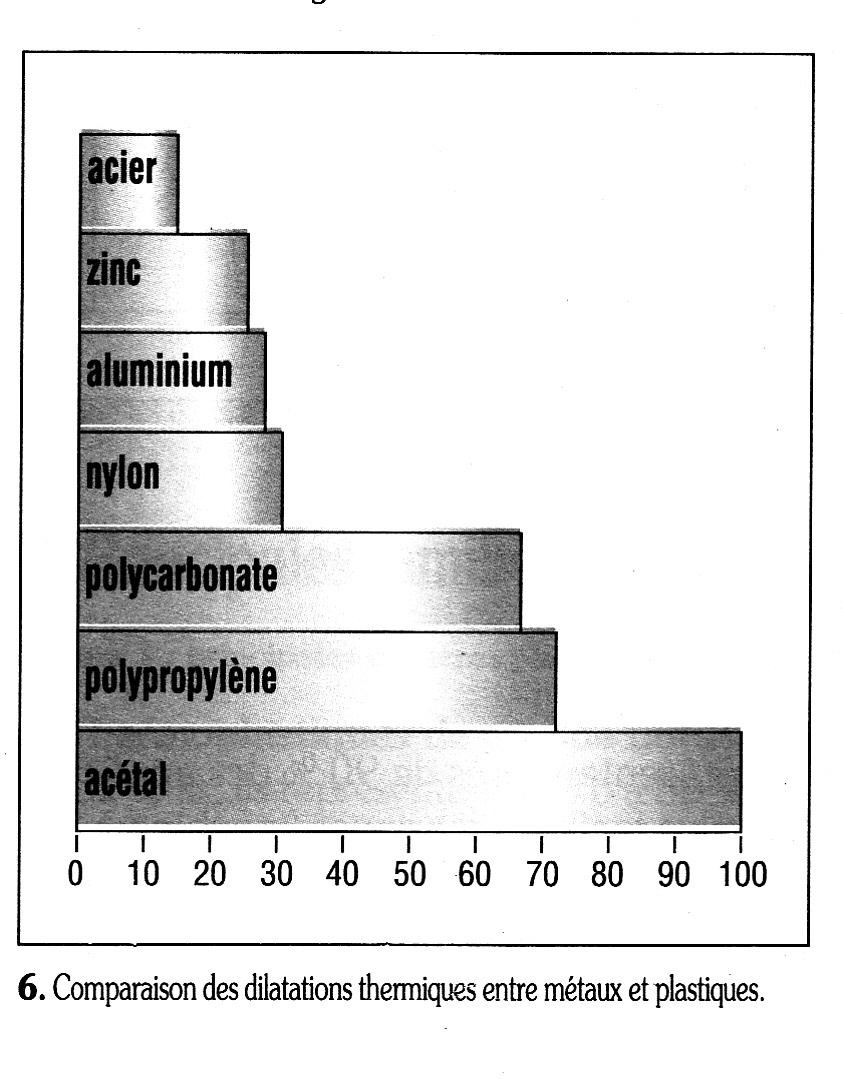 acier
zinc
aluminium
nylon
polycarbonate
polypropylène
acétal
0 10 20 30 40 50 60 70 80 90 100
6. Comparaison des dilatations thermiques entre métaux et plastiques.